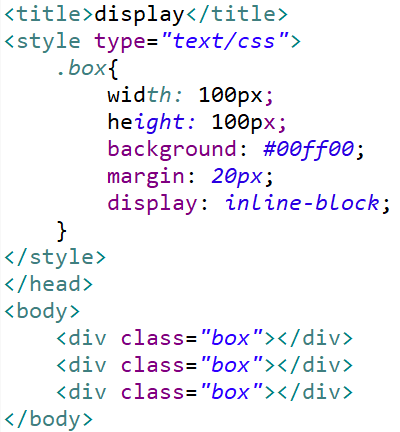 <title>display</title>
<style type="text/css">
    .box{
        width: 100px;
        height: 100px;
        background: #00ff00;
        margin: 20px;
        display: inline-block;
    }
</style>
</head>
<body>
    <div class="box"></div>
    <div class="box"></div>
    <div class="box"></div>
</body>